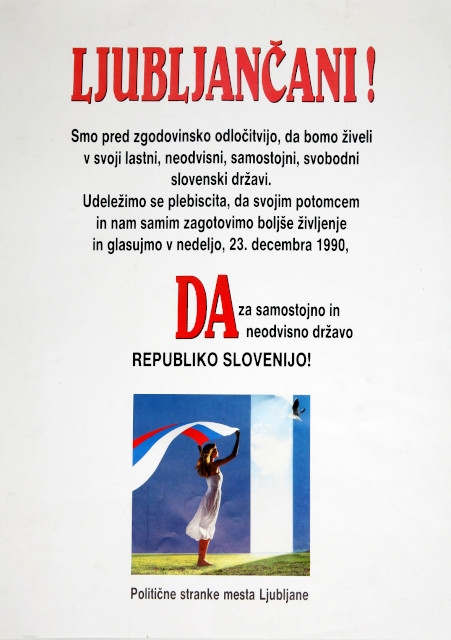 LJUBLJANČANI!
Smo pred zgodovinsko odločitvijo, da bomo živeli
v svoji lastni, neodvisni, samostojni, svobodni
slovenski državi.
Udeležimo se plebiscita, da svojim potomcem
in nam samim zagotovimo boljše življenje
in glasujmo v nedeljo, 23. decembra 1990,
DA za samostojno in
neodvisno državo
REPUBLIKO SLOVENIJO!
Politične stranke mesta Ljubljane